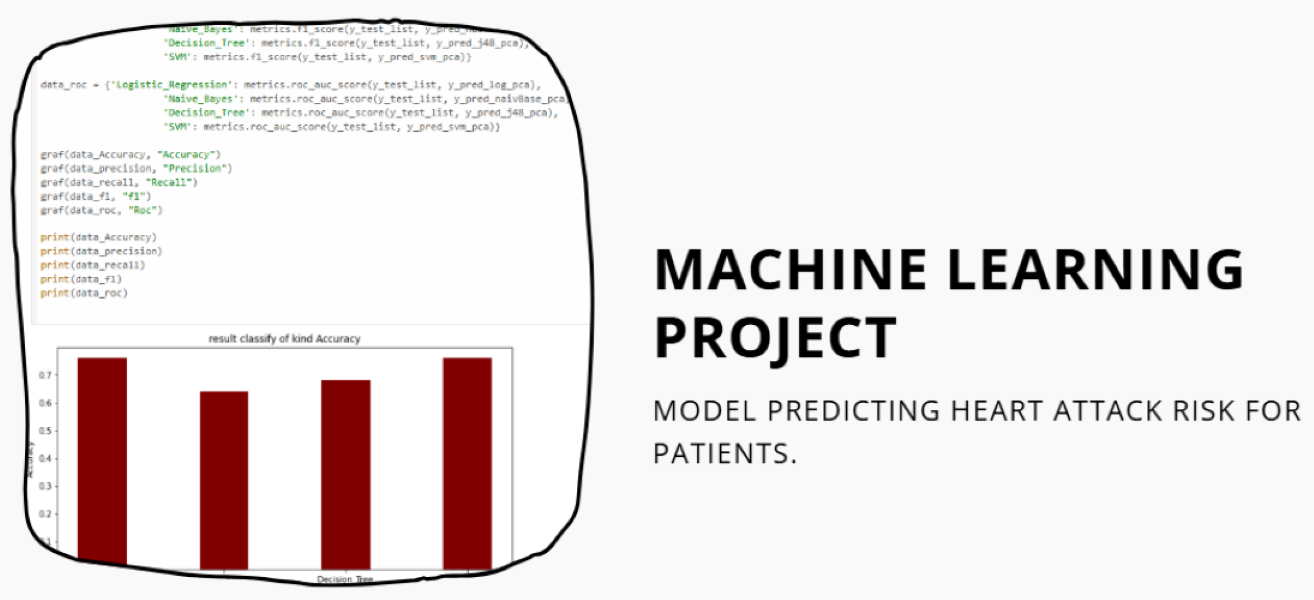 'Naive_Bayes': metrics.f1_score(y_test_list,
'Decision_Tree': metrics.f1_score(y_test_list, y_pred_j48_pca),
'SVM': metrics.f1_score(y_test_list, y_pred_svm_pca)}
data_roc = {'Logistic_Regression': metrics.roc_auc_score(y_test_list, y_pred_log_pca),
'Naive_Bayes': metrics.roc_auc_score(y_test_list, y_pred_naivBase_pca)
'Decision_Tree': metrics.roc_auc_score(y_test_list, y_pred_j48_pca),
'SVM': metrics.roc_auc_score(y_test_list, y_pred_svm_pca)}
graf(data_Accuracy, "Accuracy")
graf(data_precision, "Precision")
graf(data_recall, "Recall")
graf(data_f1, "f1")
graf(data_roc, "Roc")
print(data_Accuracy)
print(data_precision)
print(data_recall)
print(data_f1)
print(data_roc)
result classify of kind Accuracy
0.7
0.6
0.5
0.4
0.3
0.2
0.1
Accuracy
Decision_Tree
MACHINE LEARNING
PROJECT
MODEL PREDICTING HEART ATTACK RISK FOR
PATIENTS.